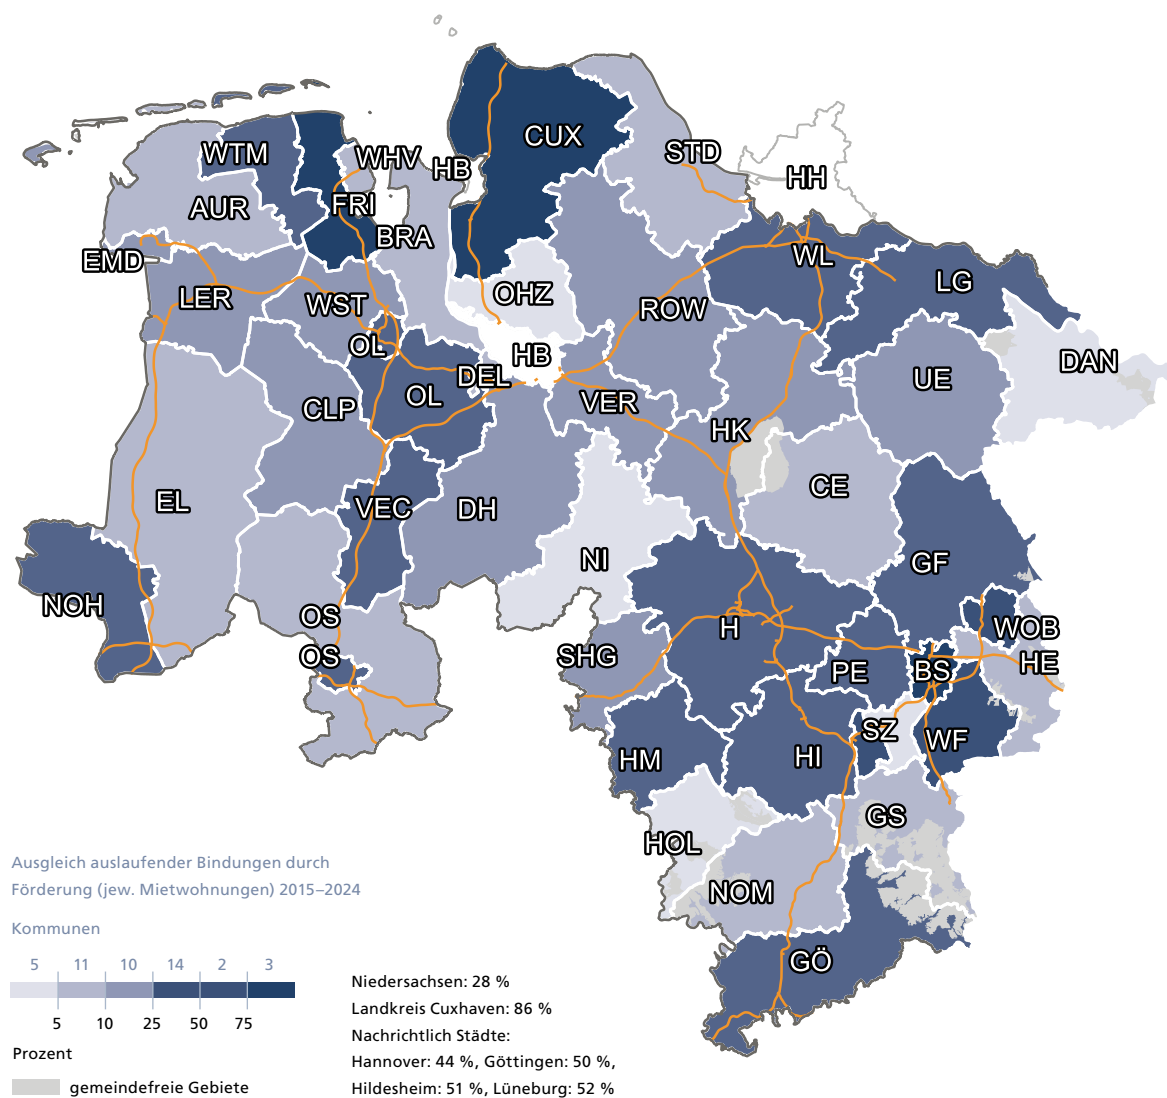 CUX
WTM
WHV
HB
STD
HH
AUR
FRI
BRA
EMD
WL
LER
WST
OHZ
ROW
LG
OL
HB
DEL
DAN
CLP
OL
VER
UE
HK
EL
VEC
DH
CE
NI
GF
NOH
OS
H
WOB
OS
SHG
PE
BS
HE
HM
HI
SZ
WF
HOL
GS
NOM
GÖ
Ausgleich auslaufender Bindungen durch
Förderung (jew. Mietwohnungen) 2015–2024
Kommunen
5 11 10 14 2 3
5 10 25 50 75
Prozent
gemeindefreie Gebiete
Niedersachsen: 28 %
Landkreis Cuxhaven: 86 %
Nachrichtlich Städte:
Hannover: 44 %, Göttingen: 50 %,
Hildesheim: 51 %, Lüneburg: 52 %